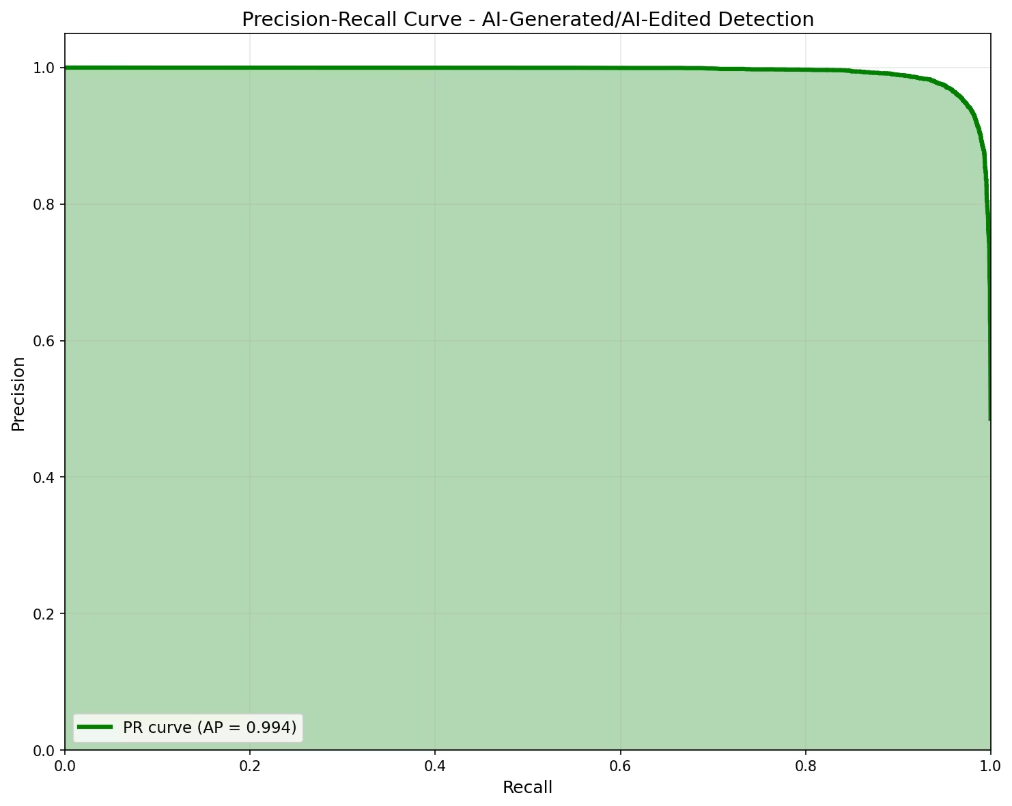 Precision-Recall Curve - AI-Generated/AI-Edited Detection
Precision
1.0
0.8
0.6
0.4
0.2
0.0
PR curve (AP = 0.994)
0.0 0.2 0.4 0.6 0.8 1.0
Recall